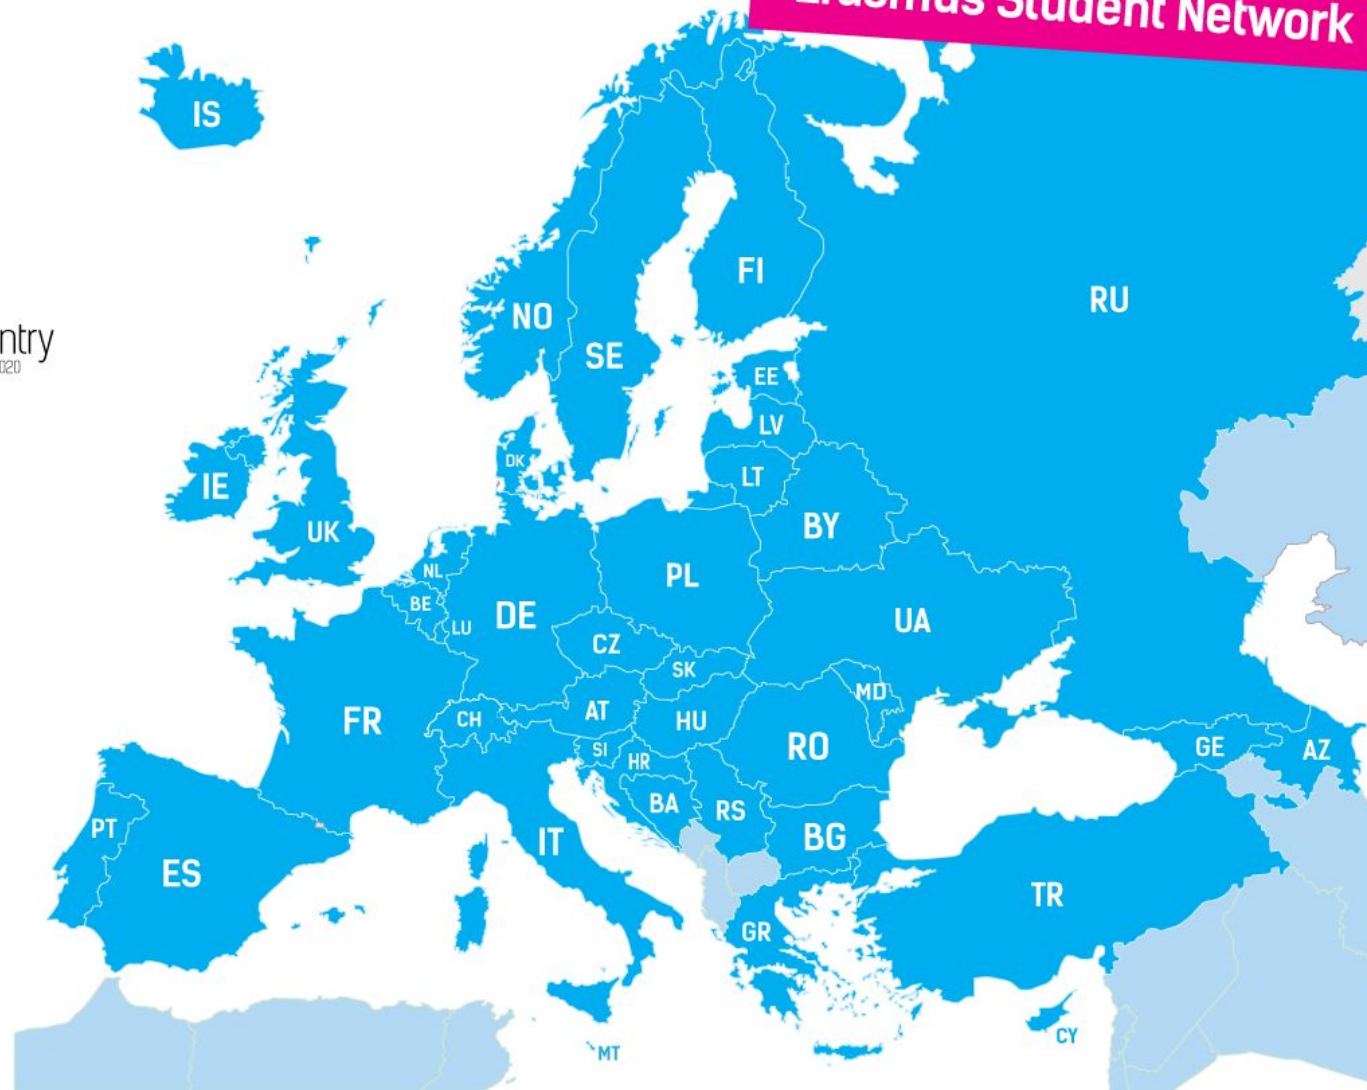 Erasmus Student Network
IS
FI
RU
NO
ntry
020
SE
EE
LV
DK
LT
IE
BY
UK
NL
PL
BE
DE
UA
LU
CZ
SK
MD
AT
CH
FR
HU
RO
GE
AZ
SI
HR
BA
RS
PT
BG
IT
ES
TR
GR
CY
MT